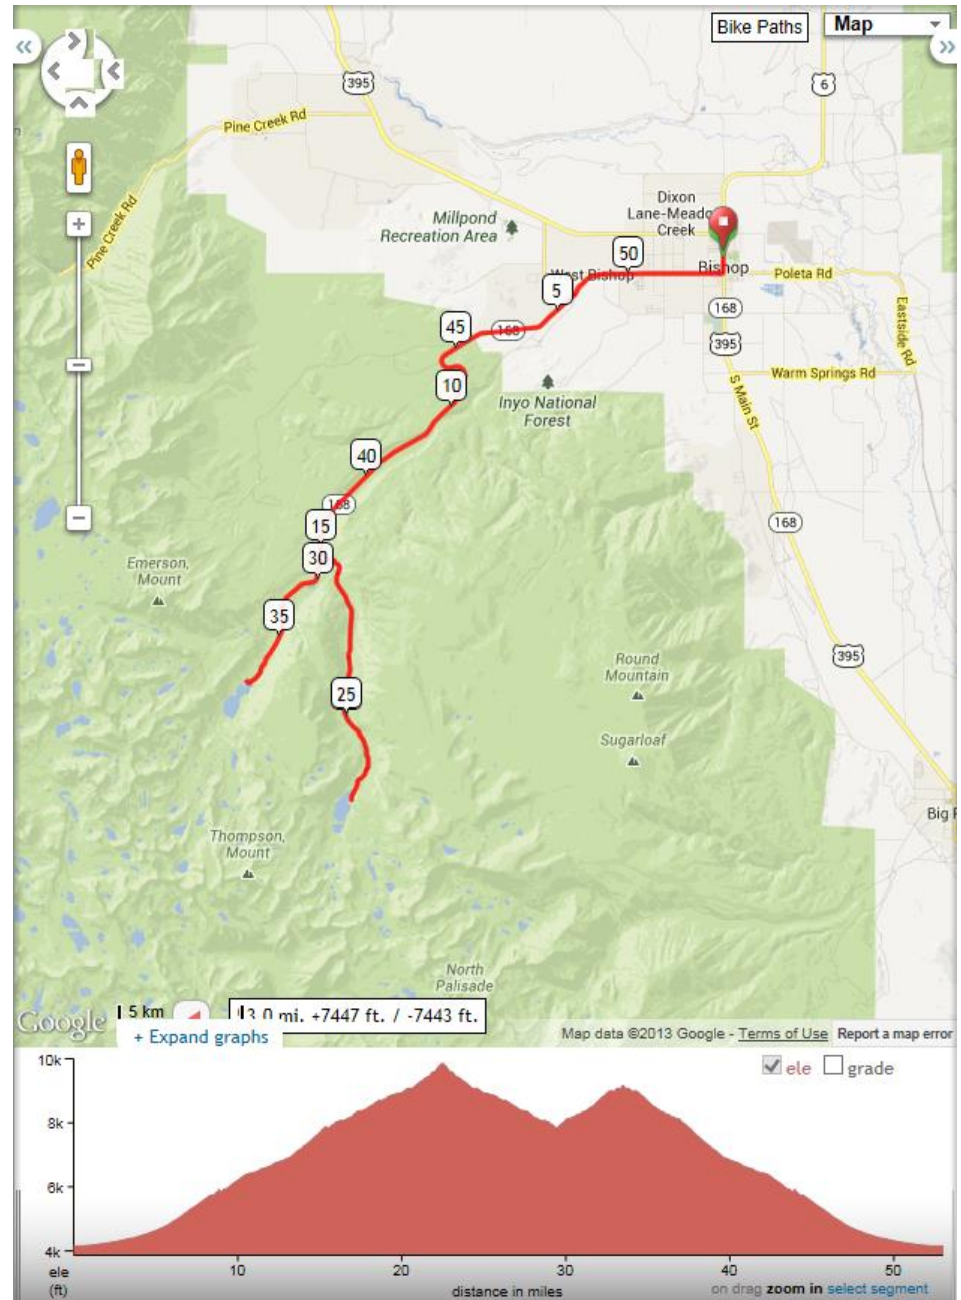 Bike Paths
Map
395
6
Pine Creek Rd
Pine Creek Rd
Dixon
Lane-Meado
Creek
Millpond
Recreation Area
50
West Bishop
Bishop
Poleta Rd
5
168
Eastside Rd
45
168
395
10
Warm Springs Rd
Inyo National
Forest
S Main St
40
168
15
168
30
Emerson,
Mount
35
395
Round
Mountain
25
Sugarloaf
Big
Thompson,
Mount
North
Palisade
5 km
3.0 mi. +7447 ft. / -7443 ft.
Google
Map data ©2013 Google - Terms of Use
Report a map error
+ Expand graphs
10k
ele
grade
8k
6k
4k
ele
(ft)
10
20
30
40
50
distance in miles
on drag zoom in select segment